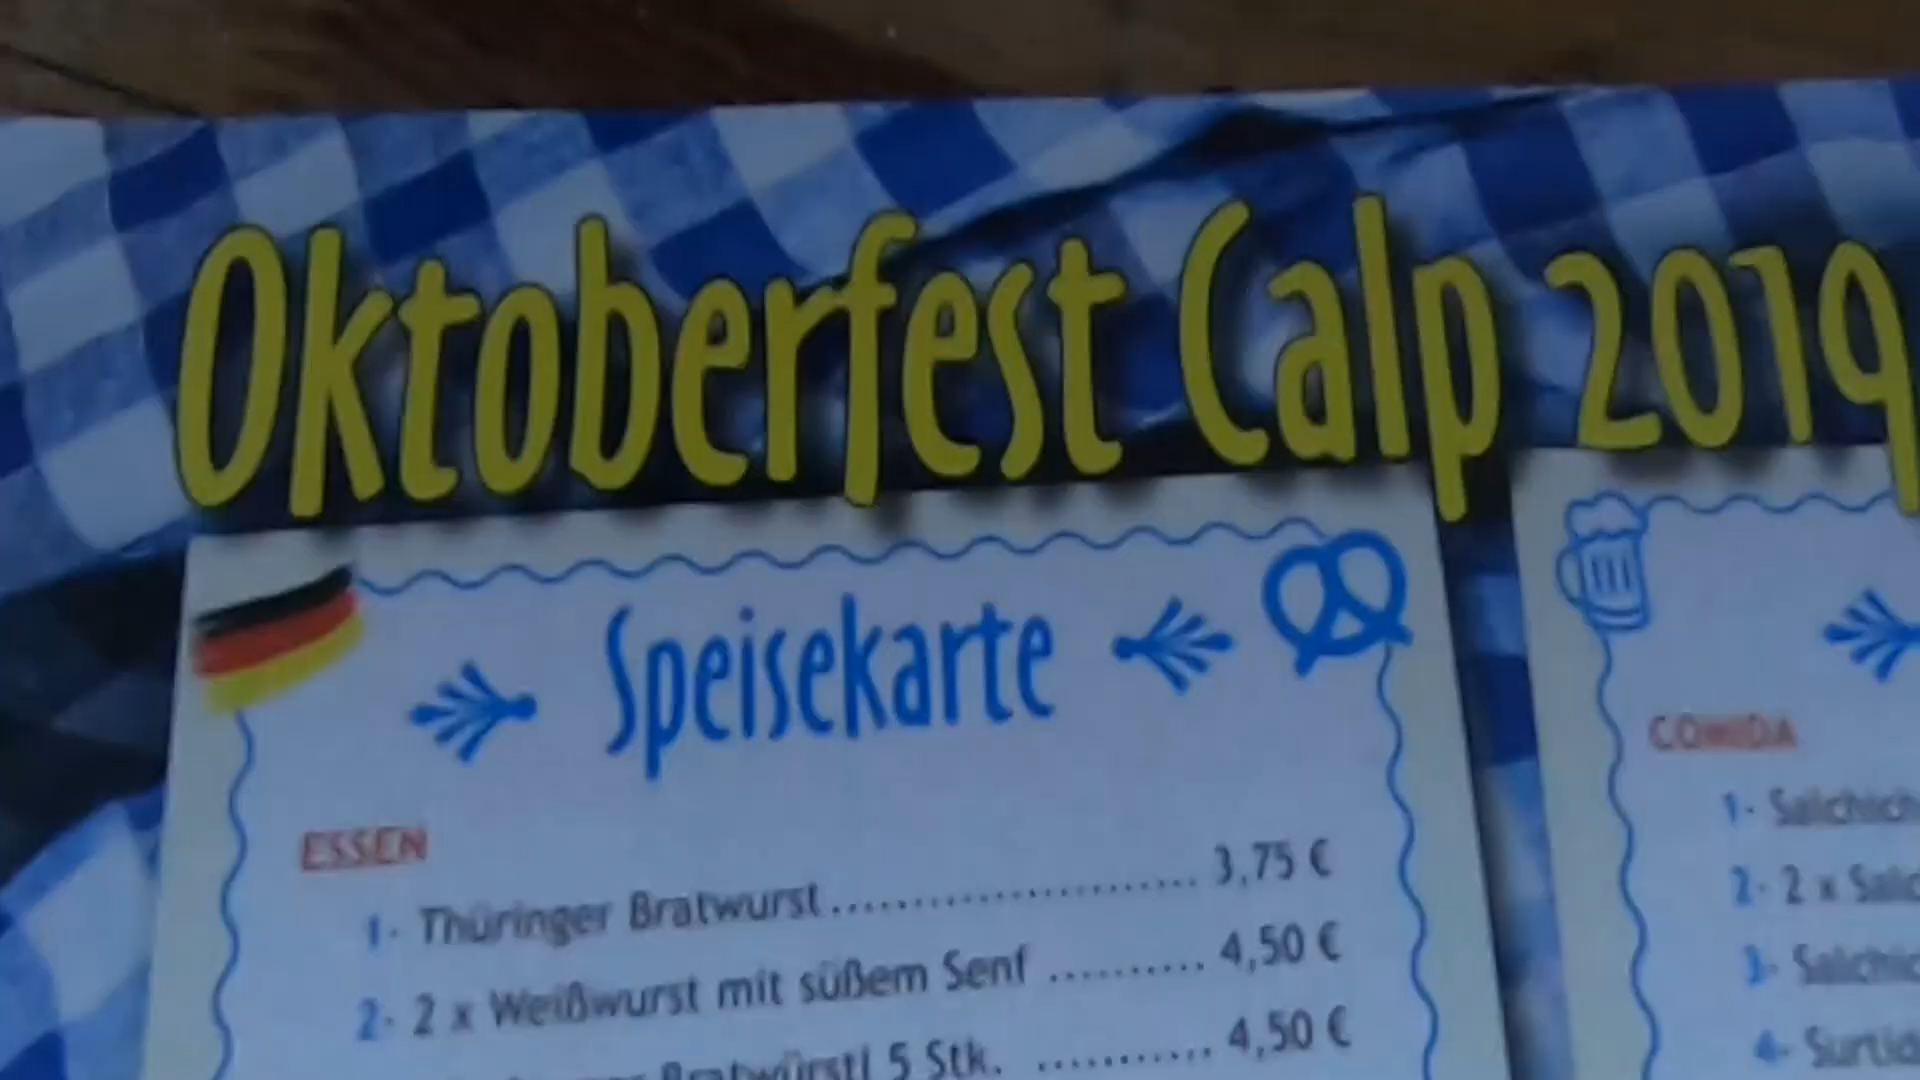 Oktoberfest Calp 2019
Speisekarte
ESSEN
1- Thüringer Bratwurst........................ 3,75 €
2- 2 x Weißwurst mit süßem Senf .......... 4,50 €
Bratwürstl 5 Stk. ........... 4,50 €
COMIDA
1-
2- 2 x
3-
4-